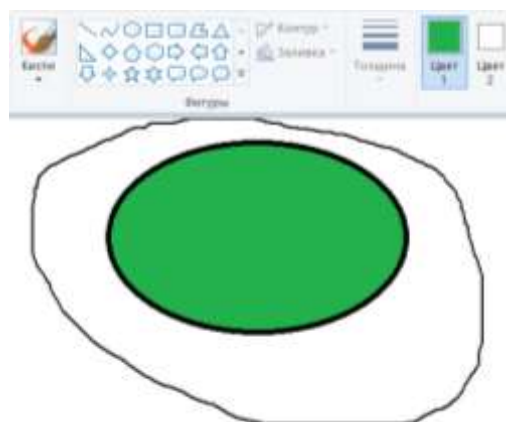 Контур
Кисти
Заливка
Толщина
Цвет 1
Цвет 2
Фигуры